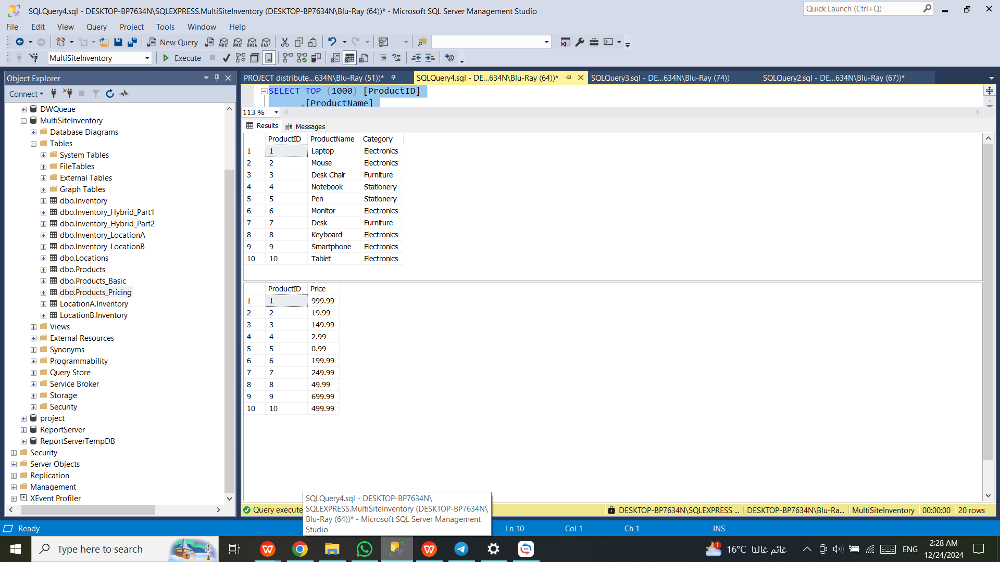 SQLQuery4.sql - DESKTOP-BP7634N\SQLEXPRESS.MultiSiteInventory (DESKTOP-BP7634N\Blu-Ray (64))* - Microsoft SQL Server Management Studio
Quick Launch (Ctrl+Q)
File Edit View Query Project Tools Window Help
New Query MDX DMX XMLA DAX
MultiSiteInventory Execute
Object Explorer
Connect
DWQueue
MultiSiteInventory
Database Diagrams
Tables
System Tables
FileTables
External Tables
Graph Tables
dbo.Inventory
dbo.Inventory_Hybrid_Part1
dbo.Inventory_Hybrid_Part2
dbo.Inventory_LocationA
dbo.Inventory_LocationB
dbo.Locations
dbo.Products
dbo.Products_Basic
dbo.Products_Pricing
LocationA.Inventory
LocationB.Inventory
Views
External Resources
Synonyms
Programmability
Query Store
Service Broker
Storage
Security
project
ReportServer
ReportServerTempDB
Security
Server Objects
Replication
Management
XEvent Profiler
PROJECT distribute...634N\Blu-Ray (51))* SQLQuery4.sql - DE...634N\Blu-Ray (64))* SQLQuery3.sql - DE...634N\Blu-Ray (74)) SQLQuery2.sql - DE...634N\Blu-Ray (67))*
SELECT TOP (1000) [ProductID]
,[ProductName]
113 %
Results Messages
ProductID ProductName Category
1 1 Laptop Electronics
2 2 Mouse Electronics
3 3 Desk Chair Furniture
4 4 Notebook Stationery
5 5 Pen Stationery
6 6 Monitor Electronics
7 7 Desk Furniture
8 8 Keyboard Electronics
9 9 Smartphone Electronics
10 10 Tablet Electronics
ProductID Price
1 1 999.99
2 2 19.99
3 3 149.99
4 4 2.99
5 5 0.99
6 6 199.99
7 7 249.99
8 8 49.99
9 9 699.99
10 10 499.99
Query execute
SQLQuery4.sql - DESKTOP-BP7634N\
SQLEXPRESS.MultiSiteInventory (DESKTOP-BP7634N\
Blu-Ray (64))* - Microsoft SQL Server Management
Studio
DESKTOP-BP7634N\SQLEXPRESS ... DESKTOP-BP7634N\Blu-Ra... MultiSiteInventory 00:00:00 20 rows
Ready Ln 10 Col 1 Ch 1 INS
Type here to search
1 16°C غائم غالبًا ENG 2:28 AM
12/24/2024